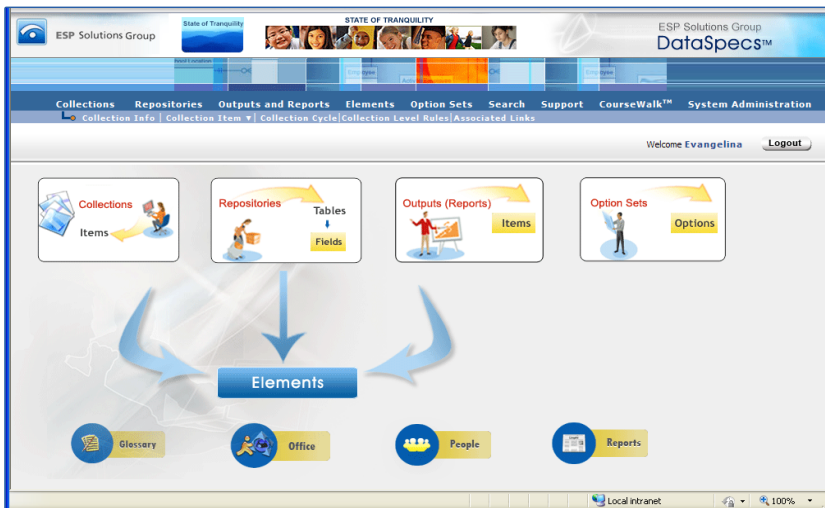 ESP Solutions Group
State of Tranquility
STATE OF TRANQUILITY
ESP Solutions Group
DataSpecs™
Employee
Employee
Collections Repositories Outputs and Reports Elements Option Sets Search Support CourseWalk™ System Administration
Collection Info | Collection Item ▼| Collection Cycle|Collection Level Rules|Associated Links
Welcome Evangelina Logout
Collections
Items
Repositories
Tables
Fields
Outputs (Reports)
Items
Option Sets
Options
Elements
Glossary
Office
People
Reports
Local intranet
100%